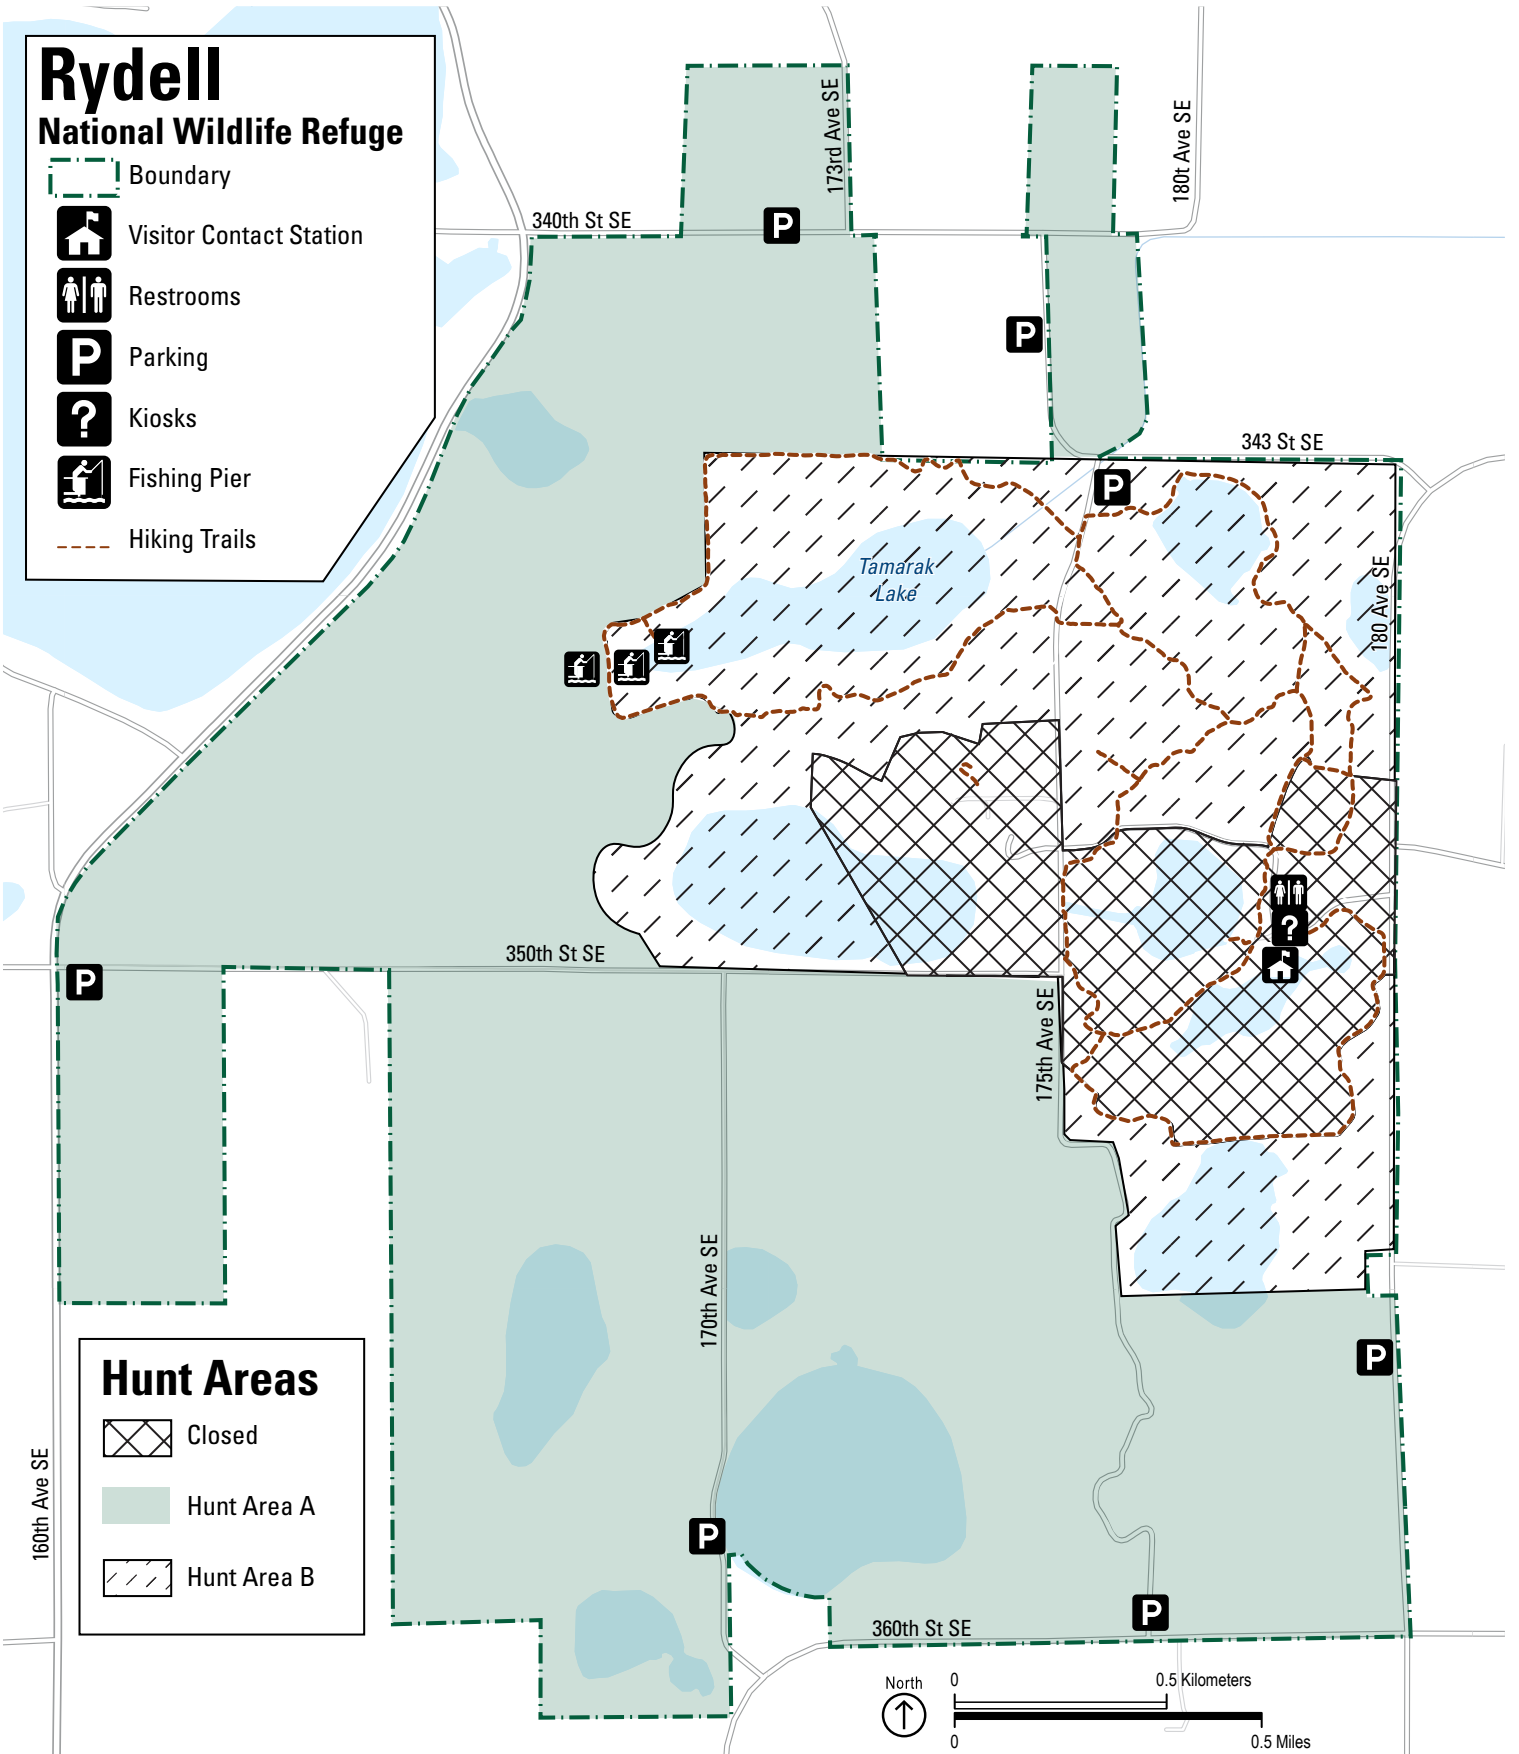 Rydell
National Wildlife Refuge
Boundary
Visitor Contact Station
Restrooms
P Parking
? Kiosks
Fishing Pier
Hiking Trails
173rd Ave SE
180t Ave SE
340th St SE
P
P
343 St SE
P
180 Ave SE
Tamarak
Lake
?
350th St SE
P
175th Ave SE
170th Ave SE
P
Hunt Areas
Closed
Hunt Area A
Hunt Area B
160th Ave SE
P
P
360th St SE
North
0 0.5 Kilometers
0 0.5 Miles